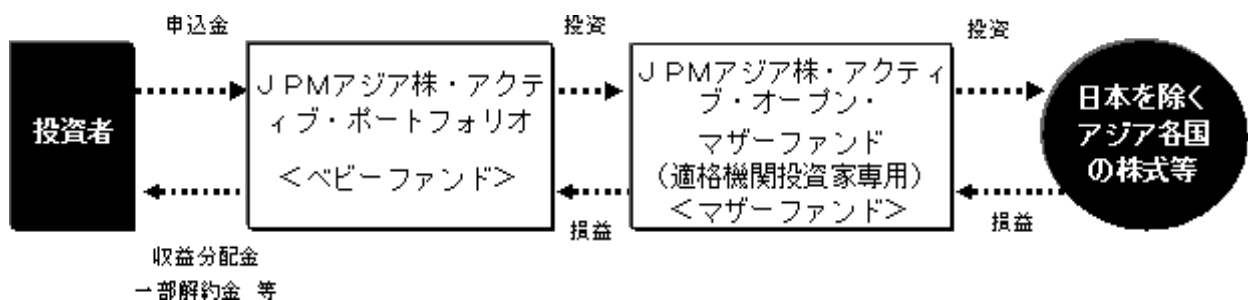 申込金
投資
投資
投資者
ＪＰＭアジア株・アクテ
ィブ・ポートフォリオ
＜ベビーファンド＞
ＪＰＭアジア株・アクティ
ブ・オープン・
マザーファンド
（適格機関投資家専用）
＜マザーファンド＞
日本を除く
アジア各国
の株式等
損益
損益
収益分配金
一部解約金 等